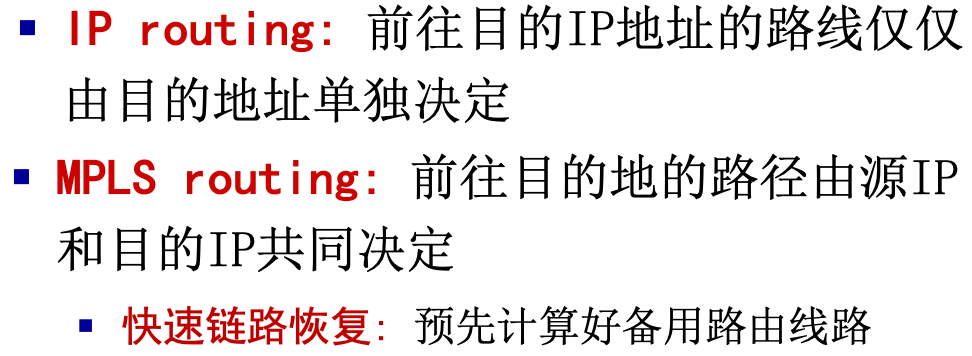 ▪ IP routing: 前往目的IP地址的路线仅仅
由目的地址单独决定
▪ MPLS routing: 前往目的地的路径由源IP
和目的IP共同决定
▪ 快速链路恢复: 预先计算好备用路由线路